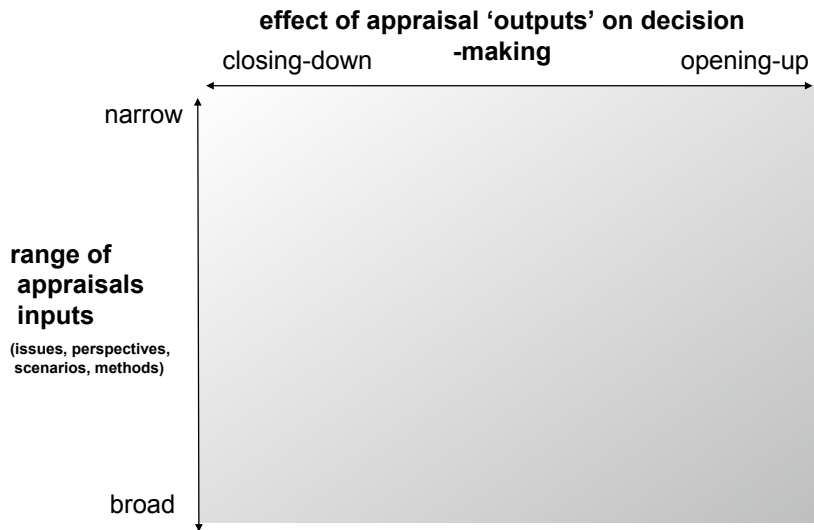 effect of appraisal ‘outputs’ on decision
-making
closing-down
opening-up
narrow
range of
appraisals
inputs
(issues, perspectives,
scenarios, methods)
broad